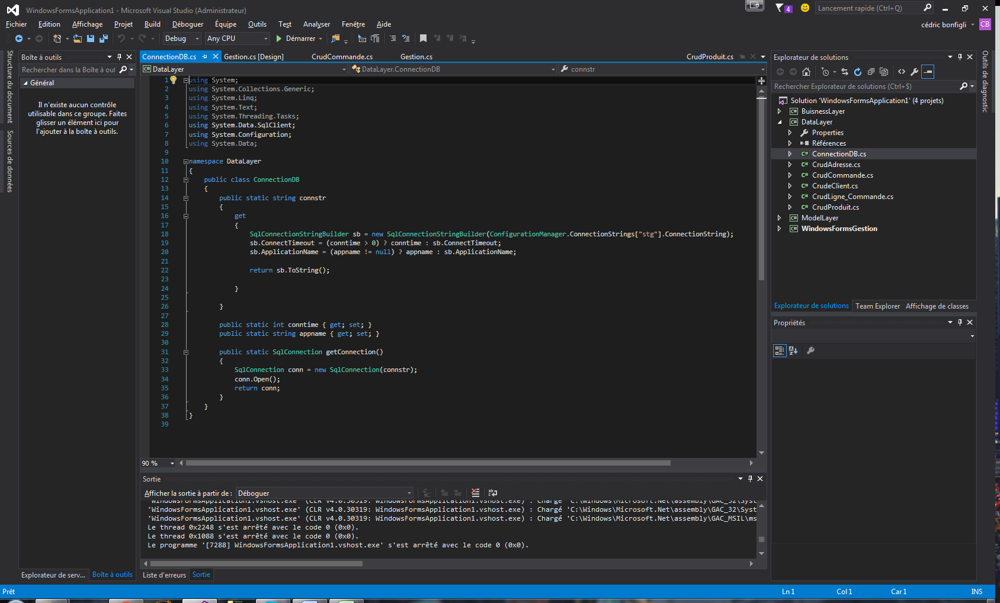 WindowsFormsApplication1 - Microsoft Visual Studio (Administrateur)
4
Lancement rapide (Ctrl+Q)
Fichier Edition Affichage Projet Build Déboguer Équipe Outils Test Analyser Fenêtre Aide
cédric bonfigli CB
Debug Any CPU Démarrer
Structure du document
Sources de données
Boîte à outils
Rechercher dans la Boîte à out
Général
Il n'existe aucun contrôle
utilisable dans ce groupe. Faites
glisser un élément ici pour
l'ajouter à la boîte à outils.
Explorateur de serv... Boîte à outils
ConnectionDB.cs Gestion.cs [Design] CrudCommande.cs Gestion.cs CrudProduit.cs
DataLayer DataLayer.ConnectionDB connstr
1 using System;
2 using System.Collections.Generic;
3 using System.Linq;
4 using System.Text;
5 using System.Threading.Tasks;
6 using System.Data.SqlClient;
7 using System.Configuration;
8 using System.Data;
9
10 namespace DataLayer
11 {
12 public class ConnectionDB
13 {
14 public static string connstr
15 {
16 get
17 {
18 SqlConnectionStringBuilder sb = new SqlConnectionStringBuilder(ConfigurationManager.ConnectionStrings["stg"].ConnectionString);
19 sb.ConnectTimeout = (conntime > 0) ? conntime : sb.ConnectTimeout;
20 sb.ApplicationName = (appname != null) ? appname : sb.ApplicationName;
21
22 return sb.ToString();
23
24 }
25
26 }
27
28 public static int conntime { get; set; }
29 public static string appname { get; set; }
30
31 public static SqlConnection getConnection()
32 {
33 SqlConnection conn = new SqlConnection(connstr);
34 conn.Open();
35 return conn;
36 }
37 }
38 }
39
90 %
Sortie
Afficher la sortie à partir de : Déboguer
'WindowsFormsApplication1.vshost.exe' (CLR v4.0.30319: WindowsFormsApplication1.vshost.exe) : Chargé 'C:\Windows\Microsoft.Net\assembly\GAC_32\Syst
'WindowsFormsApplication1.vshost.exe' (CLR v4.0.30319: WindowsFormsApplication1.vshost.exe) : Chargé 'C:\Windows\Microsoft.Net\assembly\GAC_32\Syst
'WindowsFormsApplication1.vshost.exe' (CLR v4.0.30319: WindowsFormsApplication1.vshost.exe) : Chargé 'C:\Windows\Microsoft.Net\assembly\GAC_MSIL\ms
Le thread 0x2248 s'est arrêté avec le code 0 (0x0).
Le thread 0x1088 s'est arrêté avec le code 0 (0x0).
Le programme '[7288] WindowsFormsApplication1.vshost.exe' s'est arrêté avec le code 0 (0x0).
Liste d'erreurs Sortie
Explorateur de solutions
Rechercher Explorateur de solutions (Ctrl+$)
Solution 'WindowsFormsApplication1' (4 projets)
BuisnessLayer
DataLayer
Properties
Références
ConnectionDB.cs
CrudAdresse.cs
CrudCommande.cs
CrudeClient.cs
CrudLigne_Commande.cs
CrudProduit.cs
ModelLayer
WindowsFormsGestion
Explorateur de solutions Team Explorer Affichage de classes
Propriétés
Outils de diagnostic
Prêt Ln 1 Col 1 Car 1 INS